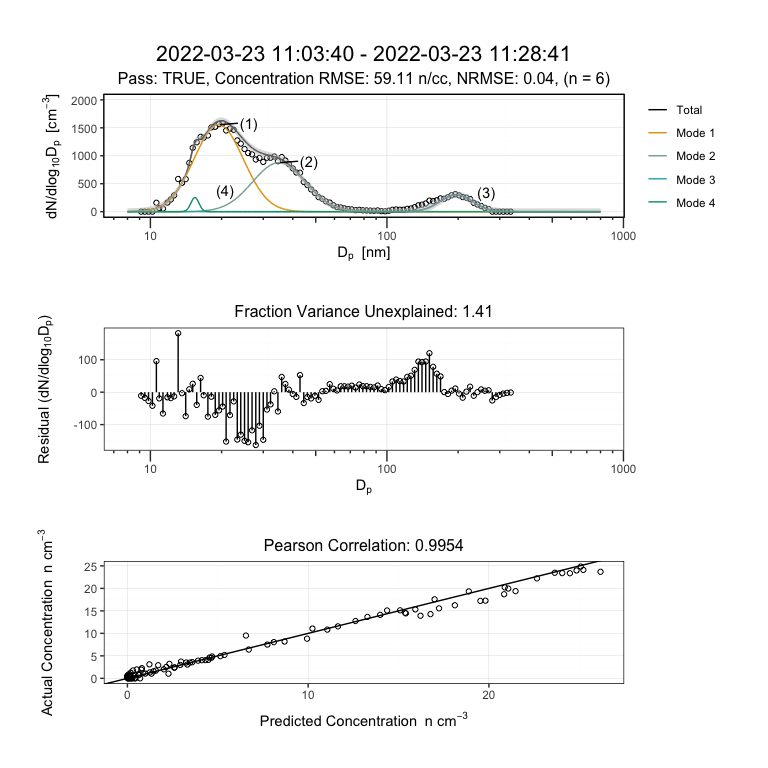 2022-03-23 11:03:40 - 2022-03-23 11:28:41
Pass: TRUE, Concentration RMSE: 59.11 n/cc, NRMSE: 0.04, (n = 6)
dN/dlog₁₀Dₚ [cm⁻³]
2000
1500
1000
500
0
(1)
(2)
(3)
(4)
10
100
1000
Dₚ [nm]
Total
Mode 1
Mode 2
Mode 3
Mode 4
Fraction Variance Unexplained: 1.41
Residual (dN/dlog₁₀Dₚ)
100
0
-100
10
100
1000
Dₚ
Pearson Correlation: 0.9954
Actual Concentration n cm⁻³
25
20
15
10
5
0
0
10
20
Predicted Concentration n cm⁻³